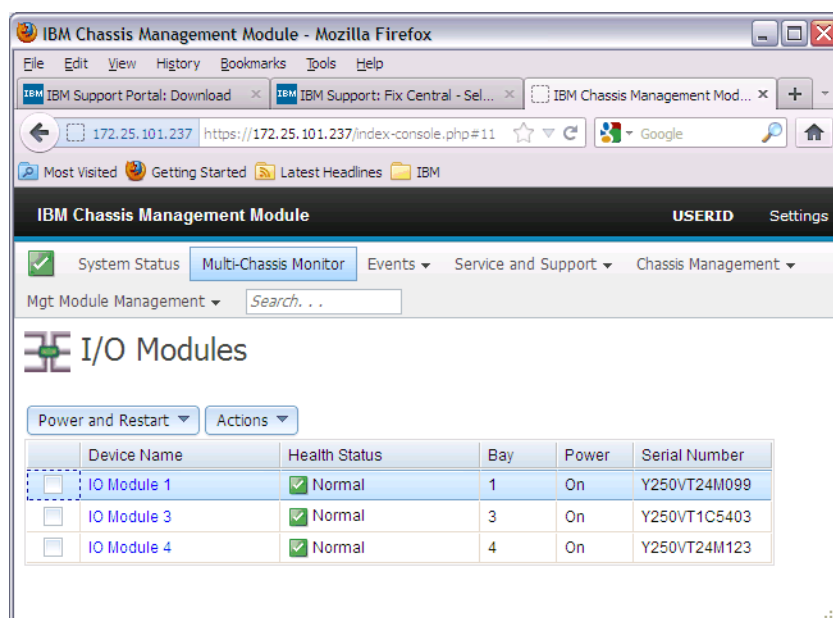 IBM Chassis Management Module - Mozilla Firefox
File Edit View History Bookmarks Tools Help
IBM IBM Support Portal: Download × IBM IBM Support: Fix Central - Sel... × IBM Chassis Management Mod... × +
172.25.101.237 https://172.25.101.237/index-console.php#11 Google
Most Visited Getting Started Latest Headlines IBM
IBM Chassis Management Module USERID Settings
System Status Multi-Chassis Monitor Events Service and Support Chassis Management
Mgt Module Management Search. . .
I/O Modules
Power and Restart Actions
Device Name Health Status Bay Power Serial Number
IO Module 1 Normal 1 On Y250VT24M099
IO Module 3 Normal 3 On Y250VT1C5403
IO Module 4 Normal 4 On Y250VT24M123